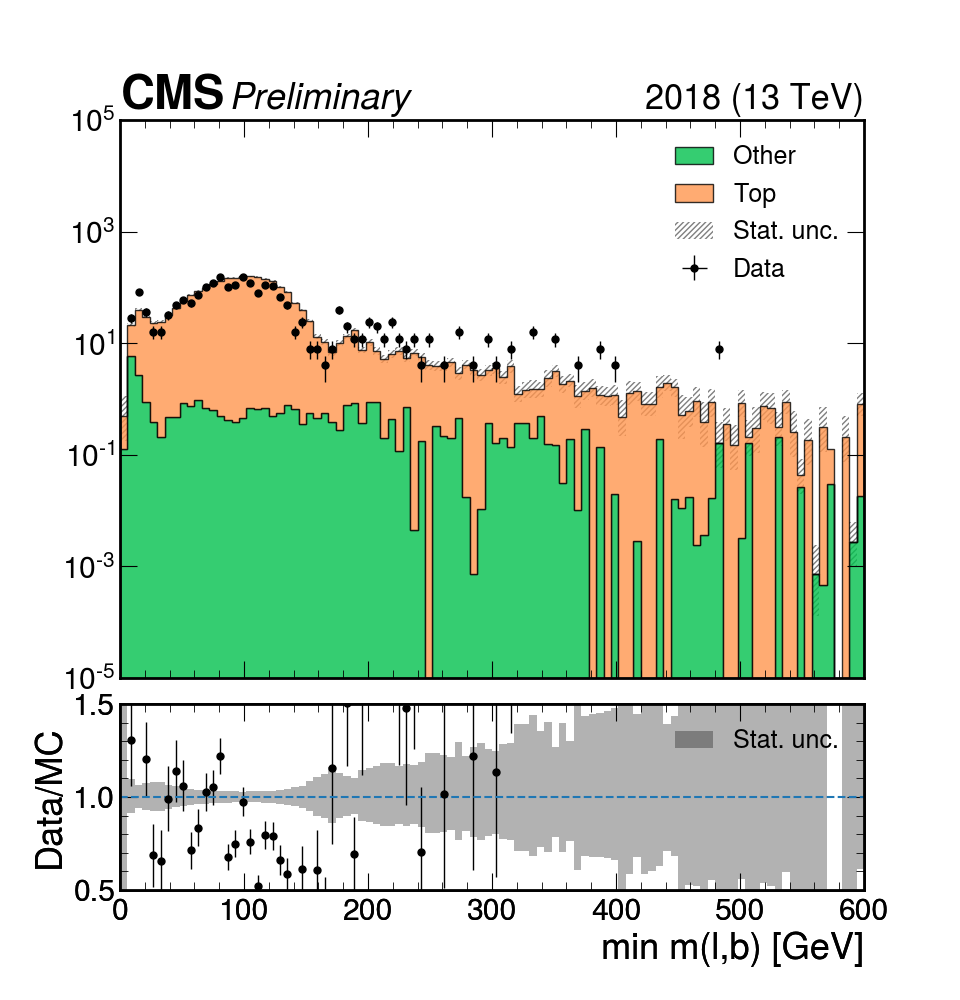 CMS Preliminary 2018 (13 TeV)
10^5
10^3
10^1
10^-1
10^-3
10^-5
Other
Top
Stat. unc.
Data
Data/MC
1.5
1.0
0.5
Stat. unc.
0 100 200 300 400 500 600
min m(l,b) [GeV]